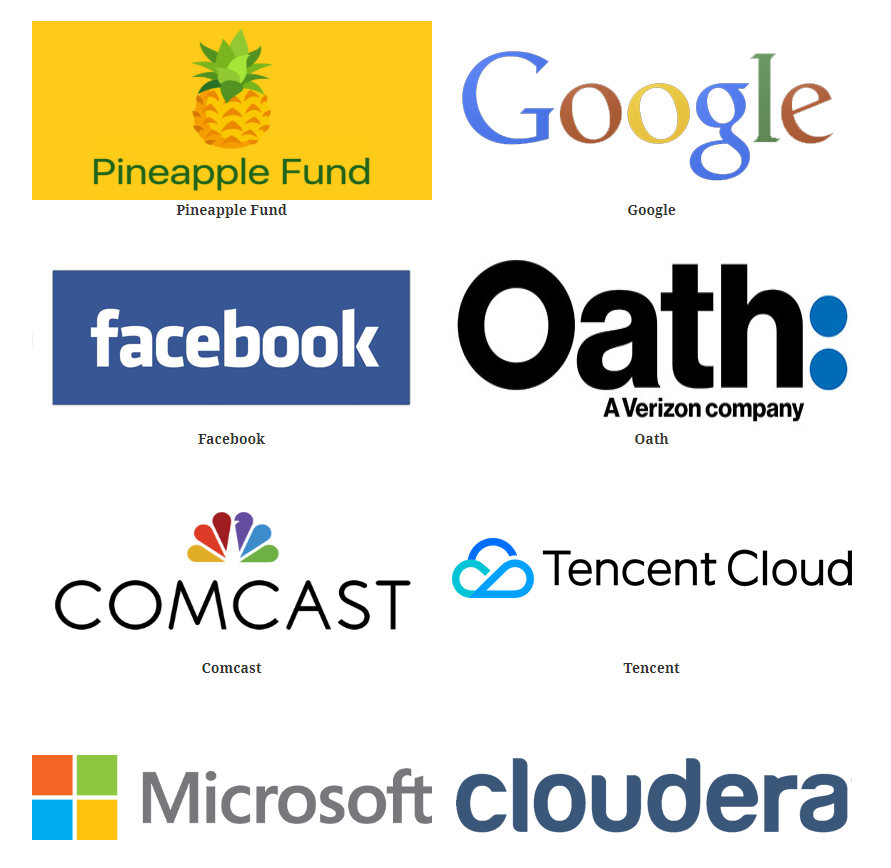 Pineapple Fund
Google
Pineapple Fund
Google
facebook
Oath:
A Verizon company
Facebook
Oath
COMCAST
Tencent Cloud
Comcast
Tencent
Microsoft
cloudera